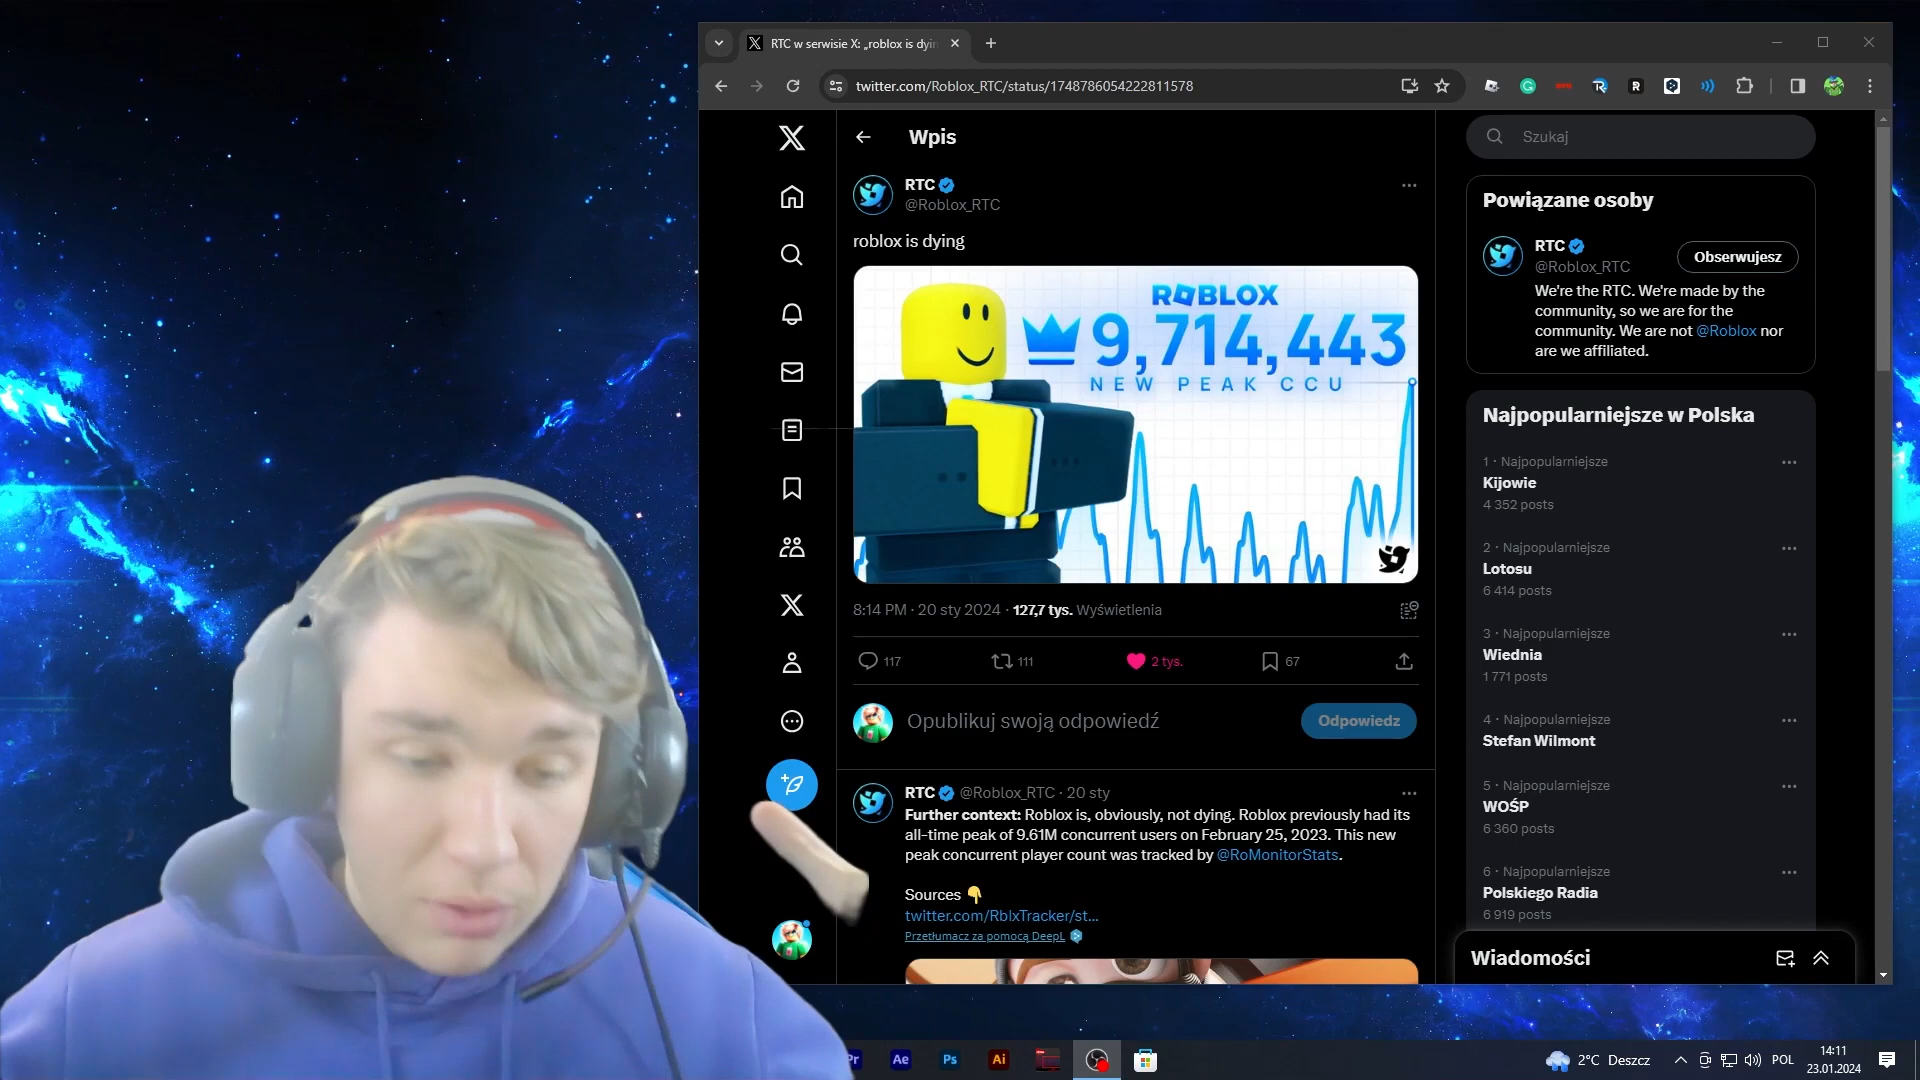 RTC w serwisie X: „roblox is dyin
twitter.com/Roblox_RTC/status/1748786054222811578
Wpis
RTC
@Roblox_RTC
roblox is dying
ROBLOX
9,714,443
NEW PEAK CCU
8:14 PM · 20 sty 2024 · 127,7 tys. Wyświetlenia
117
111
2 tys.
67
Opublikuj swoją odpowiedź
Odpowiedz
RTC @Roblox_RTC · 20 sty
Further context: Roblox is, obviously, not dying. Roblox previously had its
all-time peak of 9.61M concurrent users on February 25, 2023. This new
peak concurrent player count was tracked by @RoMonitorStats.
Sources 👇
twitter.com/RblxTracker/st...
Przetłumacz za pomocą DeepL
Szukaj
Powiązane osoby
RTC
@Roblox_RTC
Obserwujesz
We're the RTC. We're made by the
community, so we are for the
community. We are not @Roblox nor
are we affiliated.
Najpopularniejsze w Polska
1 · Najpopularniejsze
Kijowie
4 352 posts
2 · Najpopularniejsze
Lotosu
6 414 posts
3 · Najpopularniejsze
Wiednia
1 771 posts
4 · Najpopularniejsze
Stefan Wilmont
5 · Najpopularniejsze
WOŚP
6 360 posts
6 · Najpopularniejsze
Polskiego Radia
6 919 posts
Wiadomości
Pr
Ae
Ps
Ai
2°C Deszcz
POL
14:11
23.01.2024